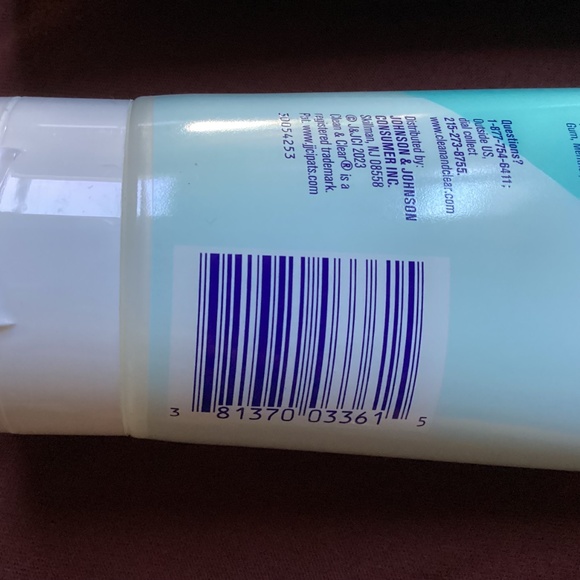 Questions?
1-877-754-6411;
Outside US,
dial collect
215-273-8755.
www.cleanandclear.com
Distributed by:
JOHNSON & JOHNSON
CONSUMER INC.
Skillman, NJ 08558
© J&JCI 2023
Clean & Clear® is a
registered trademark.
Pat. www.jjcipats.com
50054253
3 81370 03361 5